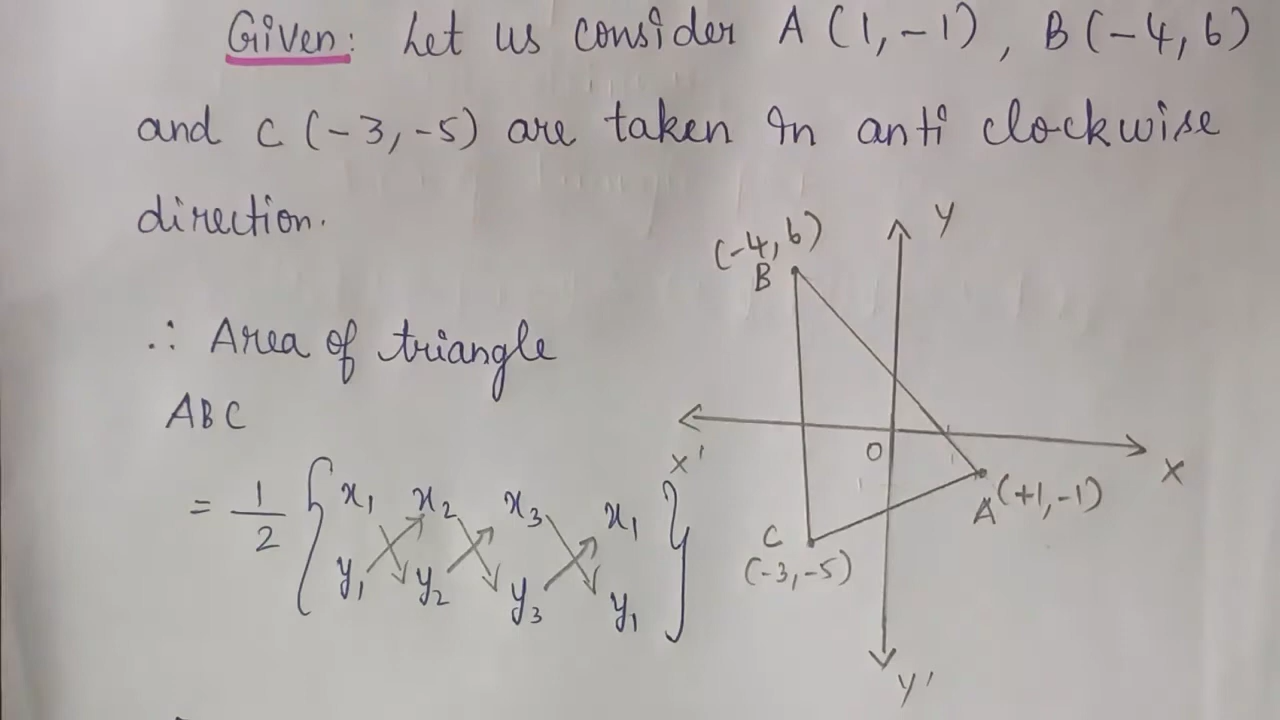 Given: Let us consider A (1, -1), B (-4, 6)
and C (-3, -5) are taken in anti clockwise
direction.
Y
(-4, 6)
B
∴ Area of triangle
ABC
X'
O
X
A (+1, -1)
C
(-3, -5)
= 1/2 { x₁ x₂ x₃ x₁
y₁ y₂ y₃ y₁ }
Y'